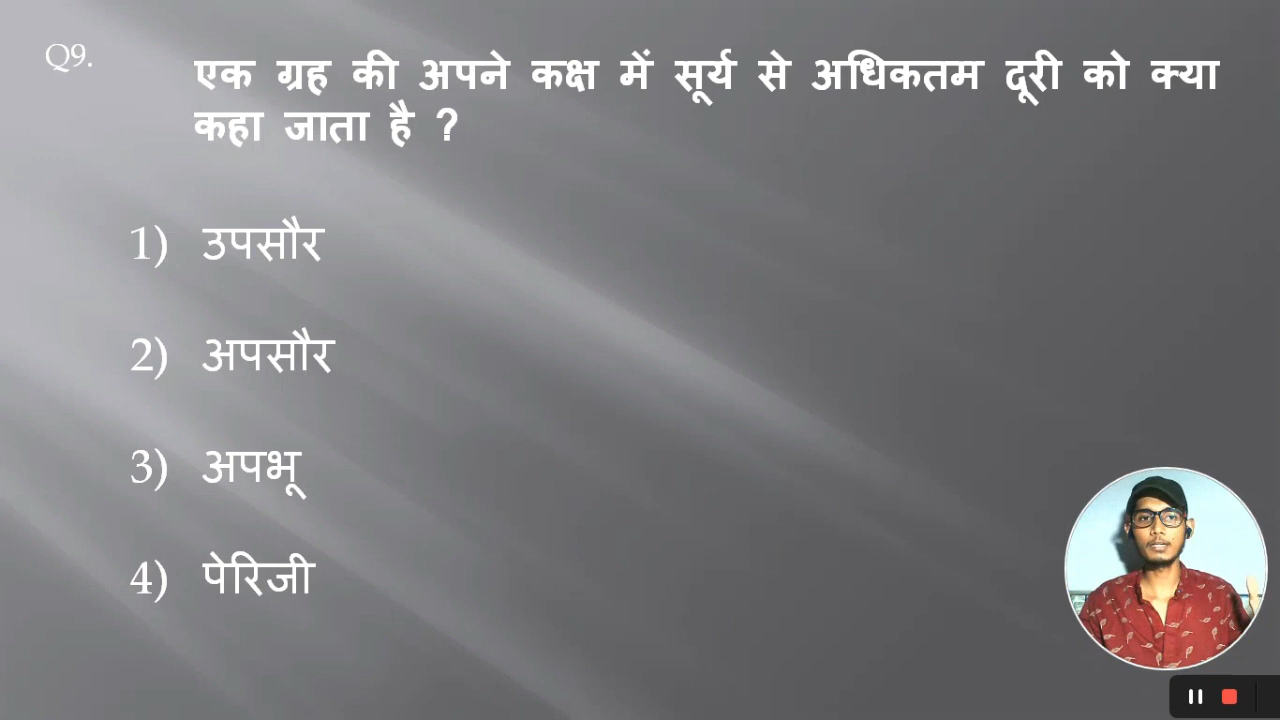 Q9.
एक ग्रह की अपने कक्ष में सूर्य से अधिकतम दूरी को क्या
कहा जाता है ?
1) उपसौर
2) अपसौर
3) अपभू
4) पेरिजी